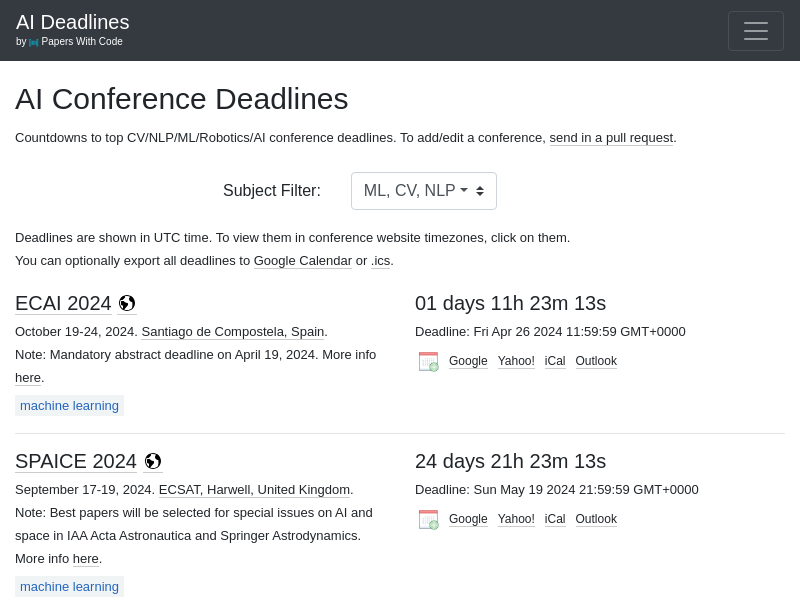 AI Deadlines
by Papers With Code
AI Conference Deadlines
Countdowns to top CV/NLP/ML/Robotics/AI conference deadlines. To add/edit a conference, send in a pull request.
Subject Filter: ML, CV, NLP
Deadlines are shown in UTC time. To view them in conference website timezones, click on them.
You can optionally export all deadlines to Google Calendar or .ics.
ECAI 2024
October 19-24, 2024. Santiago de Compostela, Spain.
Note: Mandatory abstract deadline on April 19, 2024. More info
here.
machine learning
01 days 11h 23m 13s
Deadline: Fri Apr 26 2024 11:59:59 GMT+0000
Google Yahoo! iCal Outlook
SPAICE 2024
September 17-19, 2024. ECSAT, Harwell, United Kingdom.
Note: Best papers will be selected for special issues on AI and
space in IAA Acta Astronautica and Springer Astrodynamics.
More info here.
machine learning
24 days 21h 23m 13s
Deadline: Sun May 19 2024 21:59:59 GMT+0000
Google Yahoo! iCal Outlook